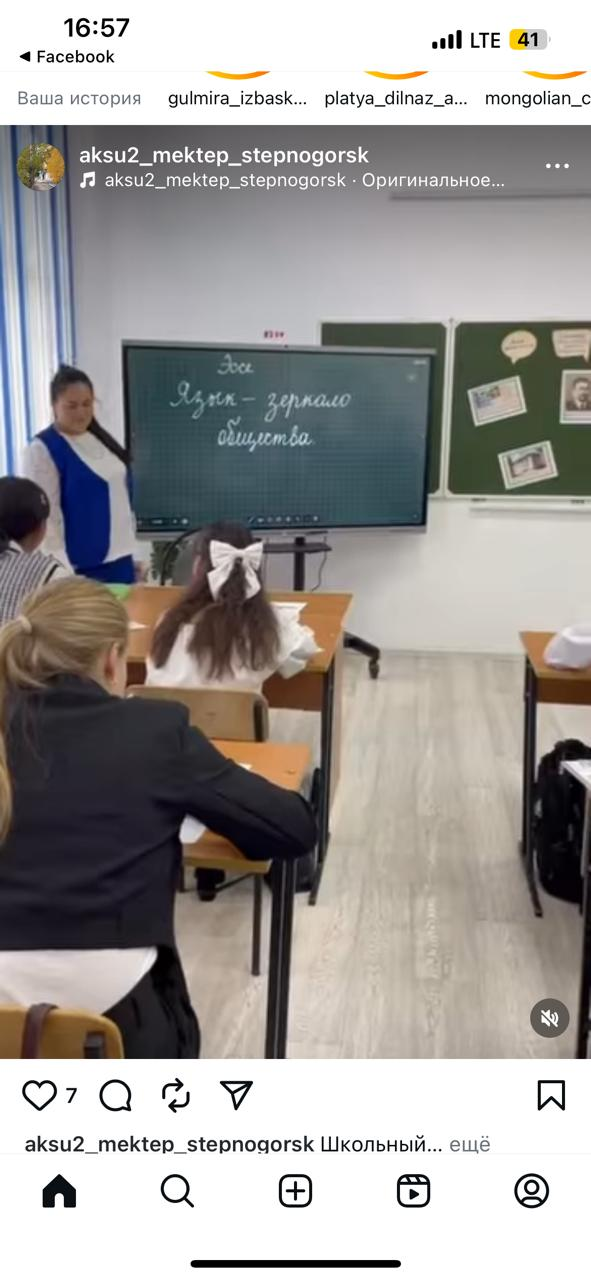 16:57
LTE 41
◀ Facebook
Ваша история gulmira_izbask... platya_dilnaz_a... mongolian_c
aksu2_mektep_stepnogorsk
aksu2_mektep_stepnogorsk · Оригинальное...
Эссе
Язык – зеркало
общества.
7
aksu2_mektep_stepnogorsk Школьный... ещё